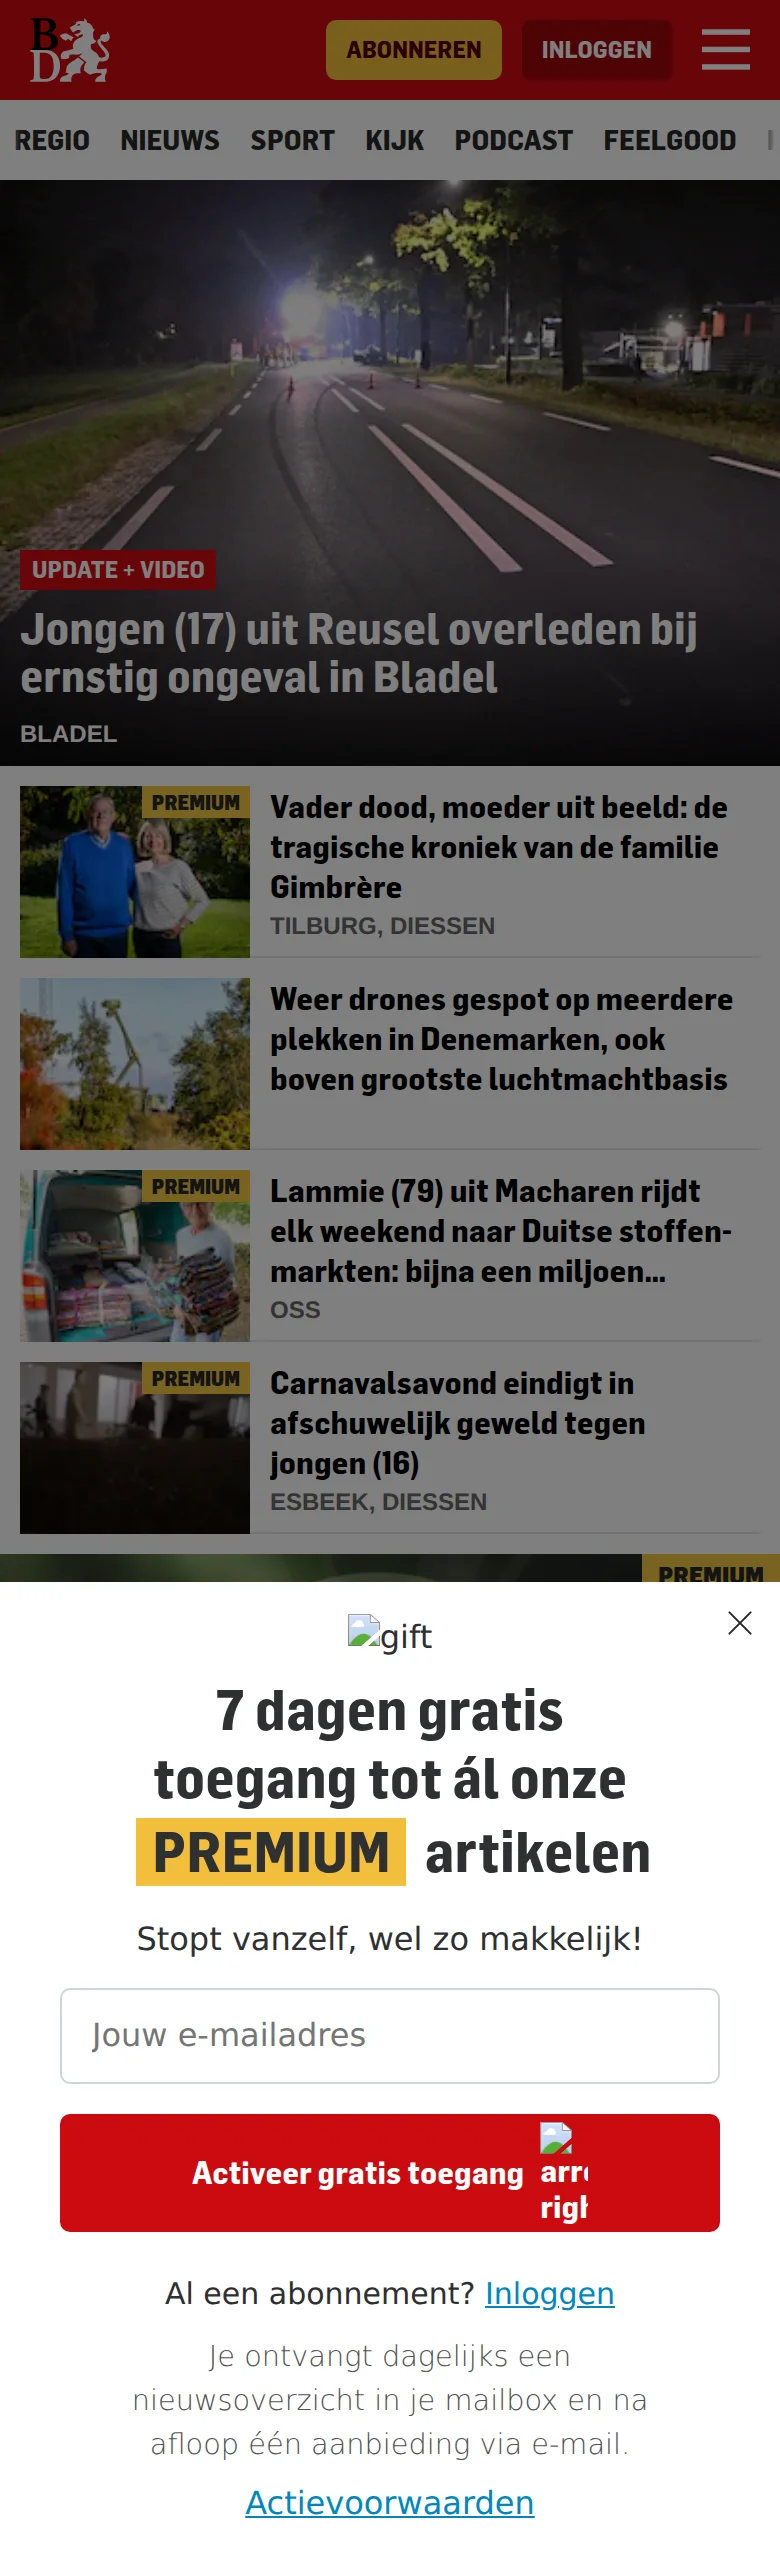 BD
ABONNEREN
INLOGGEN
REGIO NIEUWS SPORT KIJK PODCAST FEELGOOD
UPDATE + VIDEO
Jongen (17) uit Reusel overleden bij
ernstig ongeval in Bladel
BLADEL
PREMIUM
Vader dood, moeder uit beeld: de
tragische kroniek van de familie
Gimbrère
TILBURG, DIESSEN
Weer drones gespot op meerdere
plekken in Denemarken, ook
boven grootste luchtmachtbasis
PREMIUM
Lammie (79) uit Macharen rijdt
elk weekend naar Duitse stoffen-
markten: bijna een miljoen...
OSS
PREMIUM
Carnavalsavond eindigt in
afschuwelijk geweld tegen
jongen (16)
ESBEEK, DIESSEN
PREMIUM
gift
7 dagen gratis
toegang tot ál onze
PREMIUM artikelen
Stopt vanzelf, wel zo makkelijk!
Jouw e-mailadres
Activeer gratis toegang
Al een abonnement? Inloggen
Je ontvangt dagelijks een
nieuwsoverzicht in je mailbox en na
afloop één aanbieding via e-mail.
Actievoorwaarden